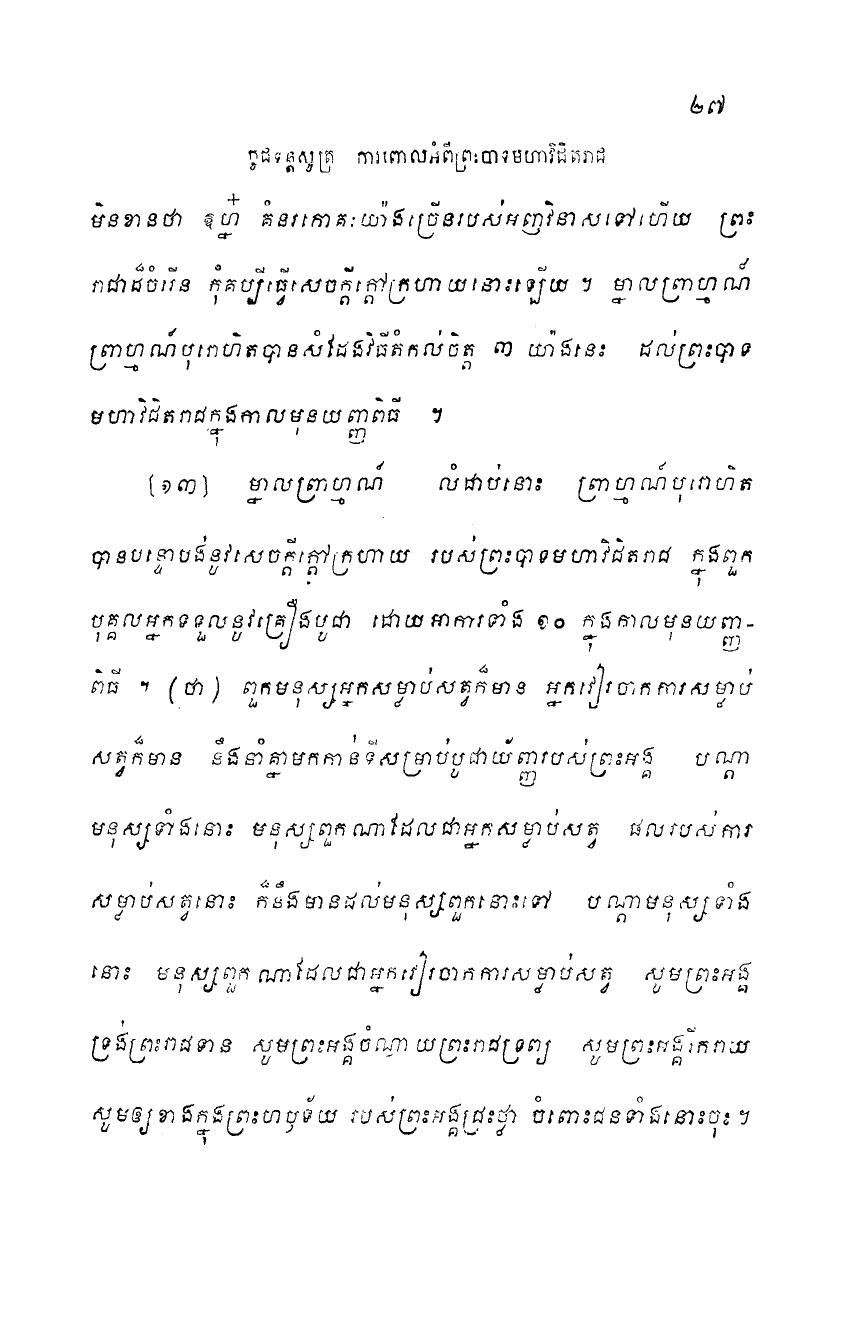 ២៧
កូដទន្តសូត្រ ការពោលអំពីព្រះបាទមហាវិជិតរាជ
មិនខានថា ឱហ្ន៎ គំនរភោគៈយ៉ាងច្រើនរបស់អញវិនាសទៅហើយ ព្រះ
រាជាដ៏ចំរើន កុំគប្បីធ្វើសេចក្តីក្តៅក្រហាយនោះឡើយ ។ ម្នាលព្រាហ្មណ៍
ព្រាហ្មណ៍បុរោហិតបានសំដែងវិធីតំកល់ចិត្ត ៣ យ៉ាងនេះ ដល់ព្រះបាទ
មហាវិជិតរាជក្នុងកាលមុនយញ្ញពិធី ។
(១៣) ម្នាលព្រាហ្មណ៍ លំដាប់នោះ ព្រាហ្មណ៍បុរោហិត
បានបន្ទោបង់នូវសេចក្តីក្តៅក្រហាយ របស់ព្រះបាទមហាវិជិតរាជ ក្នុងពួក
បុគ្គលអ្នកទទួលនូវគ្រឿងបូជា ដោយអាការទាំង ១០ ក្នុងកាលមុនយញ្ញ-
ពិធី ។ (ថា) ពួកមនុស្សអ្នកសម្លាប់សត្វក៏មាន អ្នកវៀរចាកការសម្លាប់
សត្វក៏មាន នឹងនាំគ្នាមកកាន់ទីសម្រាប់បូជាយ័ញ្ញរបស់ព្រះអង្គ បណ្តា
មនុស្សទាំងនោះ មនុស្សពួកណាដែលជាអ្នកសម្លាប់សត្វ ផលរបស់ការ
សម្លាប់សត្វនោះ ក៏នឹងមានដល់មនុស្សពួកនោះទៅ បណ្តាមនុស្សទាំង
នោះ មនុស្សពួកណាដែលជាអ្នកវៀរចាកការសម្លាប់សត្វ សូមព្រះអង្គ
ទ្រង់ព្រះរាជទាន សូមព្រះអង្គចំណាយព្រះរាជទ្រព្យ សូមព្រះអង្គរីករាយ
សូមឲ្យខាងក្នុងព្រះហឫទ័យ របស់ព្រះអង្គជ្រះថ្លា ចំពោះជនទាំងនោះចុះ ។